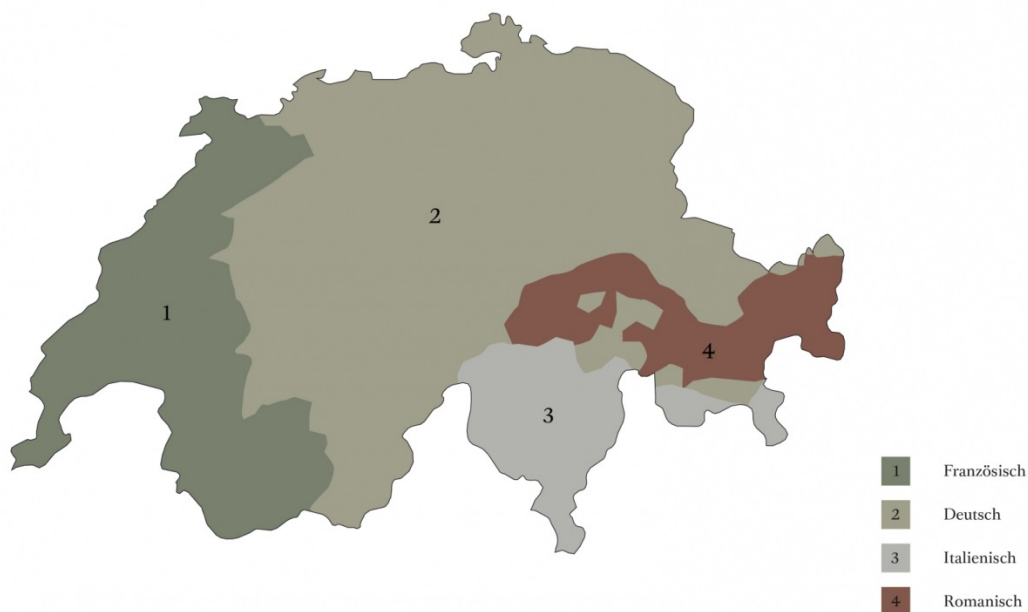 2
1
4
3
1 Französisch
2 Deutsch
3 Italienisch
4 Romanisch